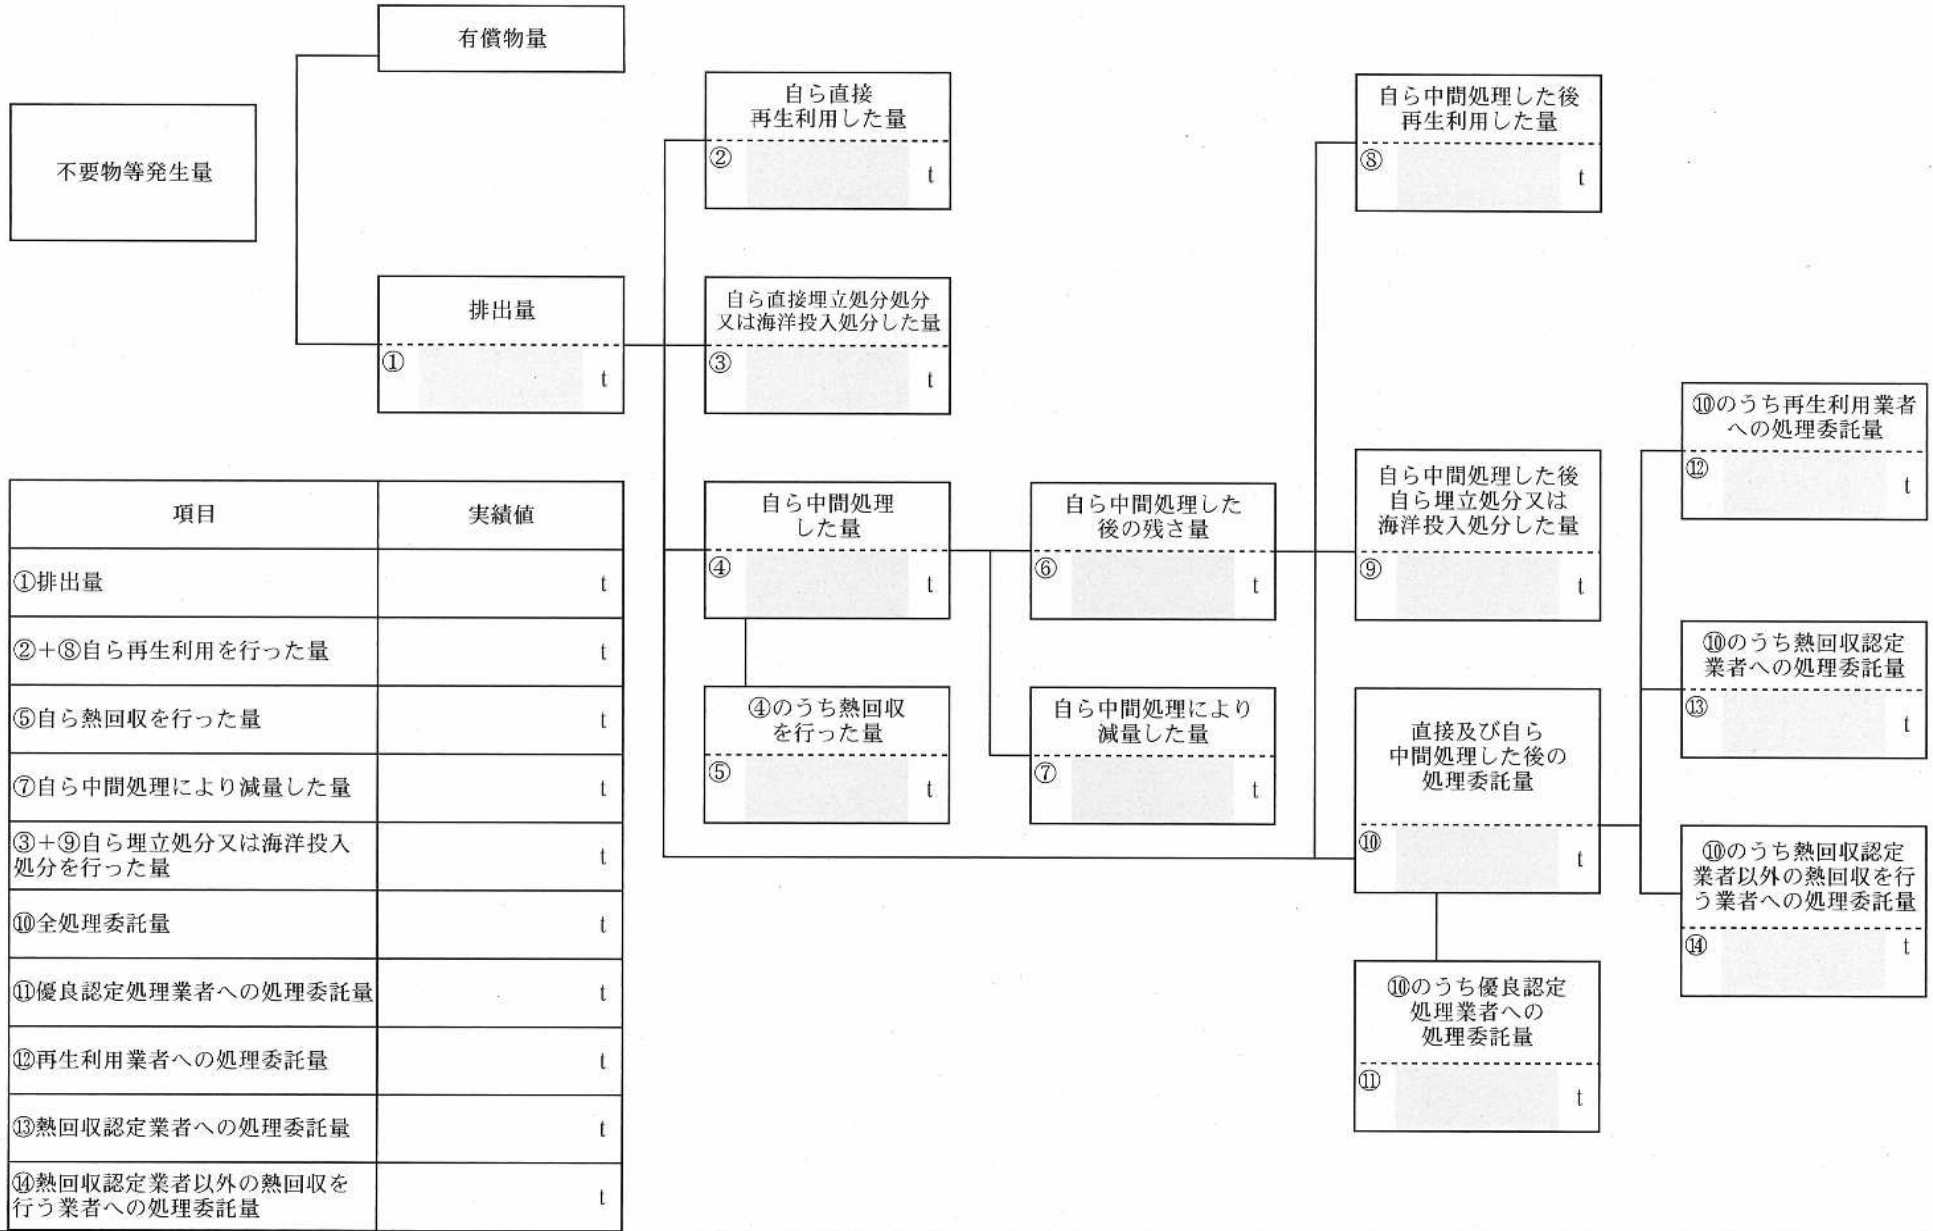 有償物量
不要物等発生量
排出量
①
t
自ら直接
再生利用した量
②
t
自ら直接埋立処分処分
又は海洋投入処分した量
③
t
自ら中間処理
した量
④
t
④のうち熱回収
を行った量
⑤
t
自ら中間処理した
後の残さ量
⑥
t
自ら中間処理により
減量した量
⑦
t
自ら中間処理した後
再生利用した量
⑧
t
自ら中間処理した後
自ら埋立処分又は
海洋投入処分した量
⑨
t
直接及び自ら
中間処理した後の
処理委託量
⑩
t
⑩のうち優良認定
処理業者への
処理委託量
⑪
t
⑩のうち再生利用業者
への処理委託量
⑫
t
⑩のうち熱回収認定
業者への処理委託量
⑬
t
⑩のうち熱回収認定
業者以外の熱回収を行
う業者への処理委託量
⑭
t
項目 実績値
①排出量 t
②+⑧自ら再生利用を行った量 t
⑤自ら熱回収を行った量 t
⑦自ら中間処理により減量した量 t
③+⑨自ら埋立処分又は海洋投入
処分を行った量 t
⑩全処理委託量 t
⑪優良認定処理業者への処理委託量 t
⑫再生利用業者への処理委託量 t
⑬熱回収認定業者への処理委託量 t
⑭熱回収認定業者以外の熱回収を
行う業者への処理委託量 t